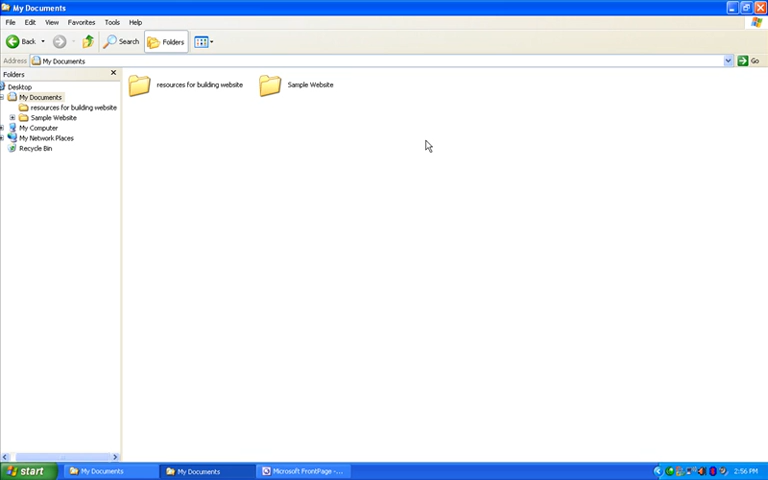 My Documents
File Edit View Favorites Tools Help
Back Search Folders
Address My Documents Go
Folders
Desktop
My Documents
resources for building website
Sample Website
My Computer
My Network Places
Recycle Bin
resources for building website
Sample Website
start My Documents My Documents Microsoft FrontPage -... 2:56 PM